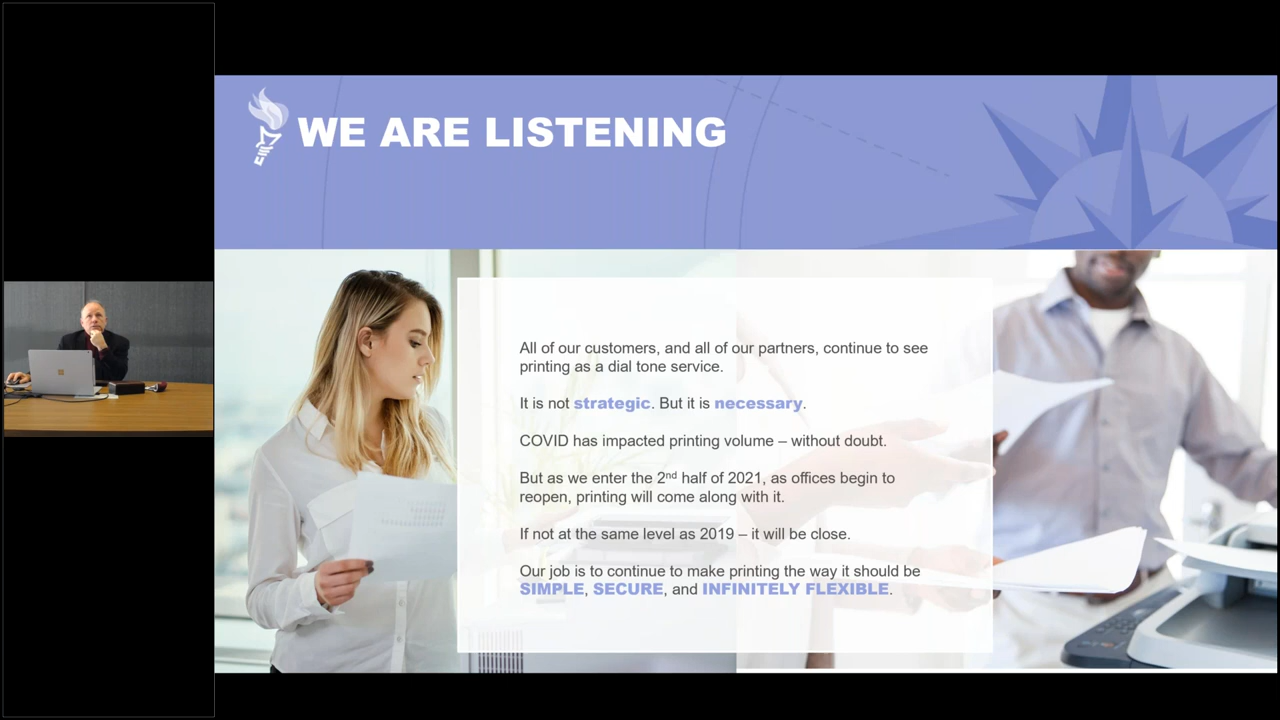 WE ARE LISTENING
All of our customers, and all of our partners, continue to see
printing as a dial tone service.
It is not strategic. But it is necessary.
COVID has impacted printing volume – without doubt.
But as we enter the 2nd half of 2021, as offices begin to
reopen, printing will come along with it.
If not at the same level as 2019 – it will be close.
Our job is to continue to make printing the way it should be
SIMPLE, SECURE, and INFINITELY FLEXIBLE.